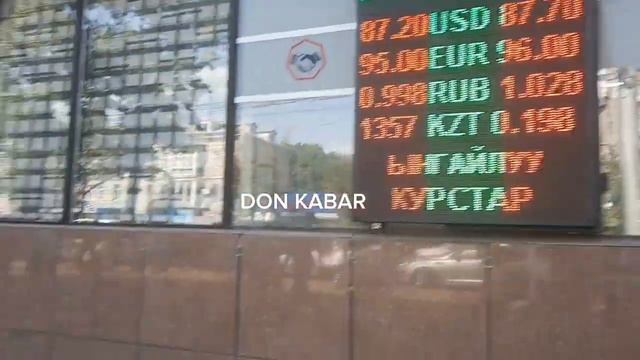 87.20 USD 87.70
95.00 EUR 96.00
0.998 RUB 1.028
1357 KZT 0.198
ЫНГАЙЛУУ
КУРСТАР
DON KABAR